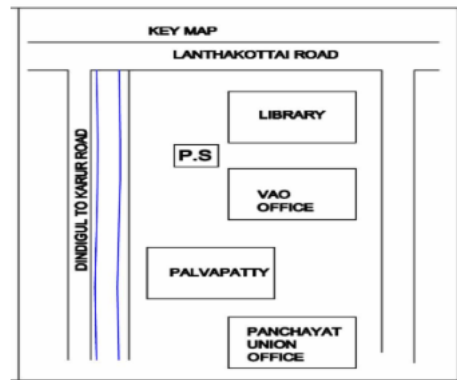 KEY MAP
LANTHAKOTTAI ROAD
DINDIGUL TO KARUR ROAD
LIBRARY
P.S
VAO
OFFICE
PALVAPATTY
PANCHAYAT
UNION
OFFICE